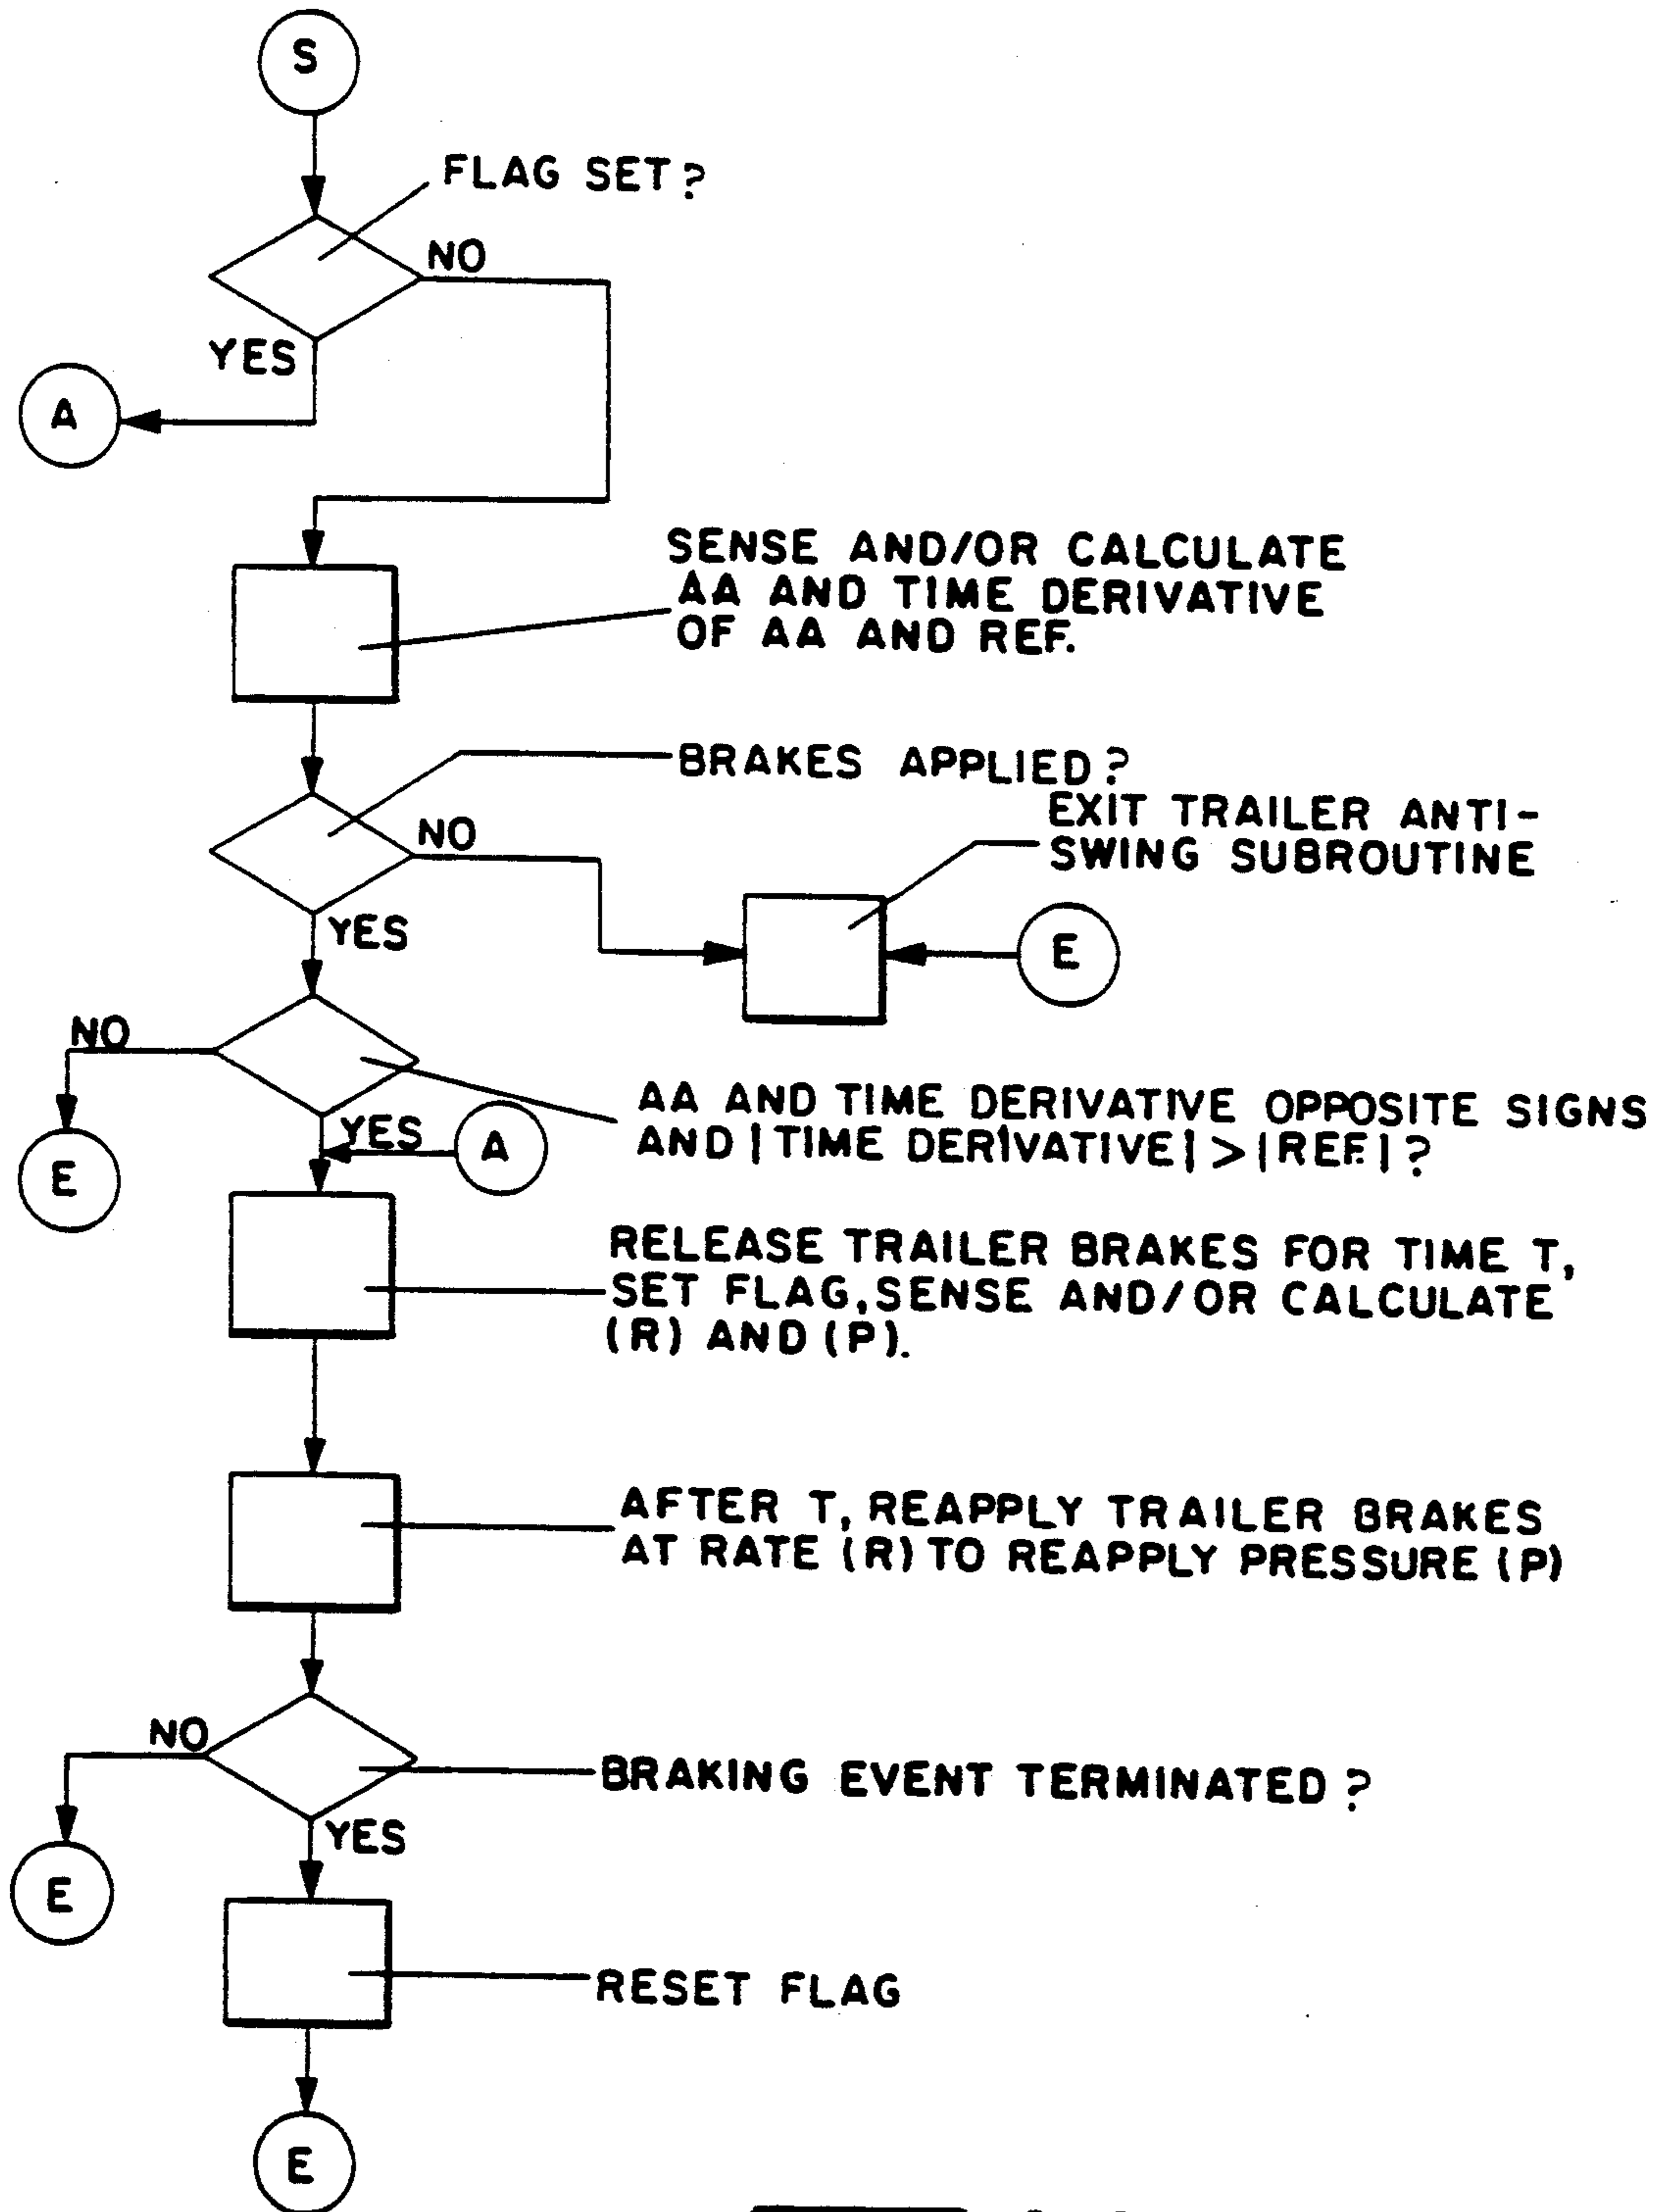 S
FLAG SET?
NO
YES
A
SENSE AND/OR CALCULATE
AA AND TIME DERIVATIVE
OF AA AND REF.
BRAKES APPLIED?
NO
EXIT TRAILER ANTI-
SWING SUBROUTINE
YES
E
NO
AA AND TIME DERIVATIVE OPPOSITE SIGNS
AND |TIME DERIVATIVE| > |REF.| ?
YES
A
E
RELEASE TRAILER BRAKES FOR TIME T,
SET FLAG, SENSE AND/OR CALCULATE
(R) AND (P).
AFTER T, REAPPLY TRAILER BRAKES
AT RATE (R) TO REAPPLY PRESSURE (P)
NO
BRAKING EVENT TERMINATED ?
YES
E
RESET FLAG
E